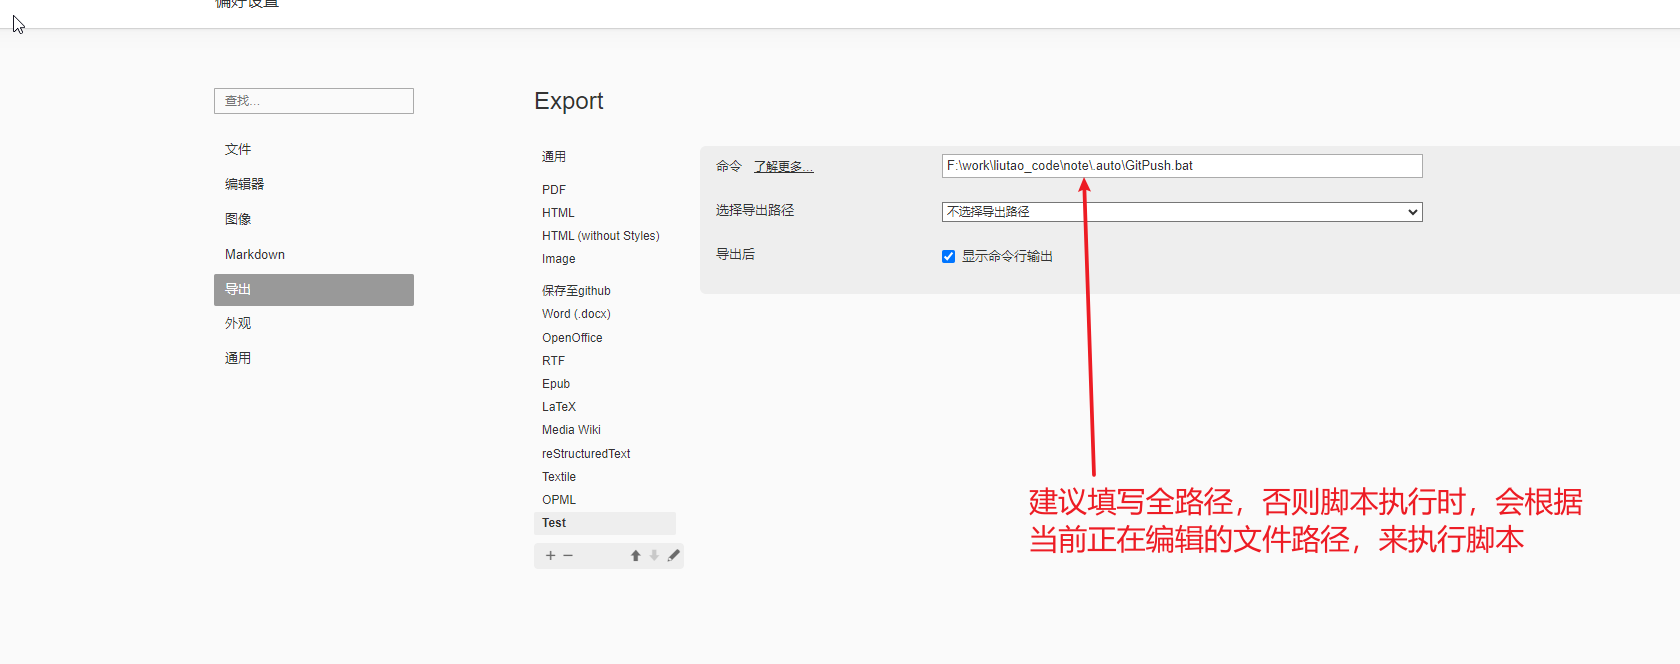 偏好设置
查找...
文件
编辑器
图像
Markdown
导出
外观
通用
Export
通用
PDF
HTML
HTML (without Styles)
Image
保存至github
Word (.docx)
OpenOffice
RTF
Epub
LaTeX
Media Wiki
reStructuredText
Textile
OPML
Test
命令 了解更多... F:\work\liutao_code\note\.auto\GitPush.bat
选择导出路径 不选择导出路径
导出后 显示命令行输出
建议填写全路径，否则脚本执行时，会根据
当前正在编辑的文件路径，来执行脚本